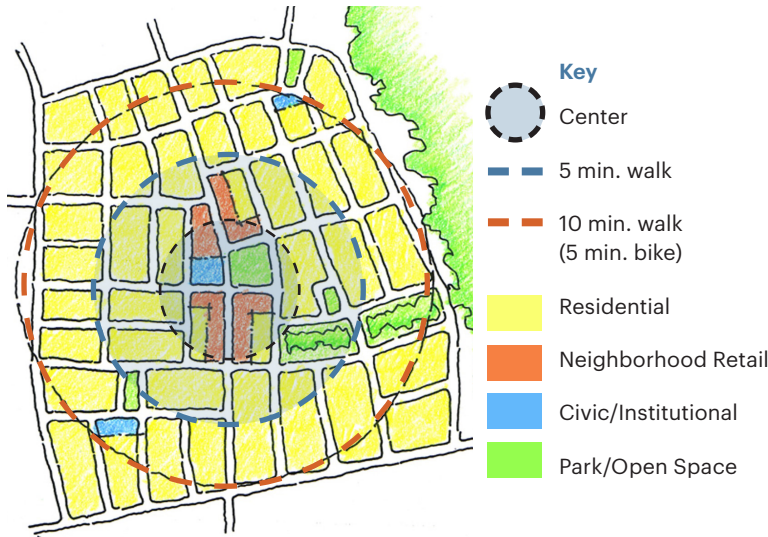 Key
Center
5 min. walk
10 min. walk
(5 min. bike)
Residential
Neighborhood Retail
Civic/Institutional
Park/Open Space